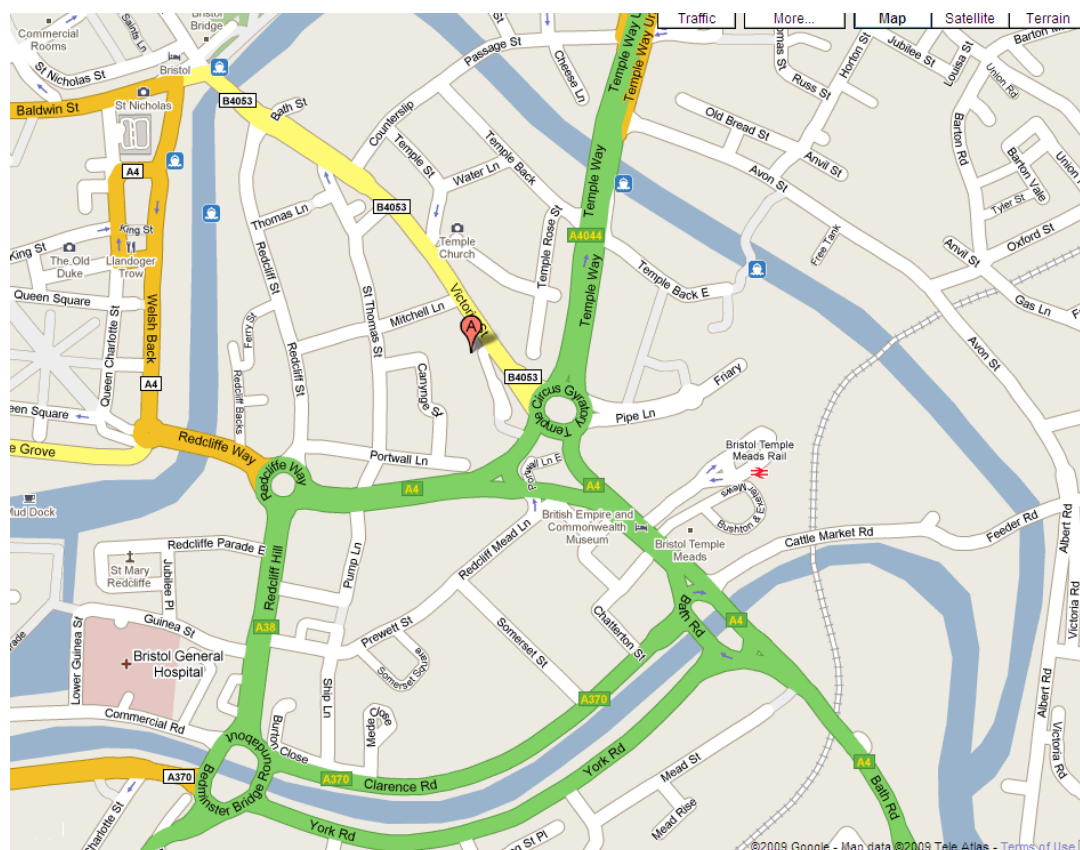 Traffic
More...
Map
Satellite
Terrain
Commercial
Rooms
Saints Ln
Bristol
Bridge
St Nicholas St
Bristol
Passage St
Cheese Ln
Temple Way
Temple Way
Horton St
Jubilee St
Louisa St
Union Rd
Russ St
Baldwin St
St Nicholas
B4053
Bath St
Counterslip
Old Bread St
Anvil St
Barton Rd
Barton Vale
Temple St
Temple Back
Water Ln
Avon St
Tyler St
A4
B4053
Thomas Ln
King St
King St
The Old
Duke
Llandoger
Trow
Temple
Church
Temple Rose St
Temple Way
A4044
Free Tank
Anvil St
Oxford St
Redcliff St
Temple Back E
Queen Square
Welsh Back
Queen Charlotte St
St Thomas St
Mitchell Ln
Victoria St
A
Temple Way
Gas Ln
Ferry St
Redcliff St
Avon St
A4
Redcliff Backs
Canynge St
B4053
Friary
Temple Circus Gyratory
Pipe Ln
Redcliffe Way
Portwall Ln
Bristol Temple
Meads Rail
Redcliffe Way
A4
A4
Mud Dock
British Empire and
Commonwealth
Museum
Bristol Temple
Meads
Cattle Market Rd
Feeder Rd
Albert Rd
Redcliffe Parade E
St Mary
Redcliffe
Jubilee Pl
Redcliff Hill
Pump Ln
Redcliff Mead Ln
Guinea St
A38
Prewett St
Somerset St
Chatterton St
Bath Rd
A4
Victoria Rd
Lower Guinea St
Bristol General
Hospital
Somerset Square
Ship Ln
Commercial Rd
Burton Close
Mede Close
A370
Albert Rd
Victoria Rd
Bedminster Bridge Roundabout
A370
A370
Clarence Rd
York Rd
Mead St
A4
Bath Rd
York Rd
Mead Rise
©2009 Google - Map data ©2009 Tele Atlas - Terms of Use